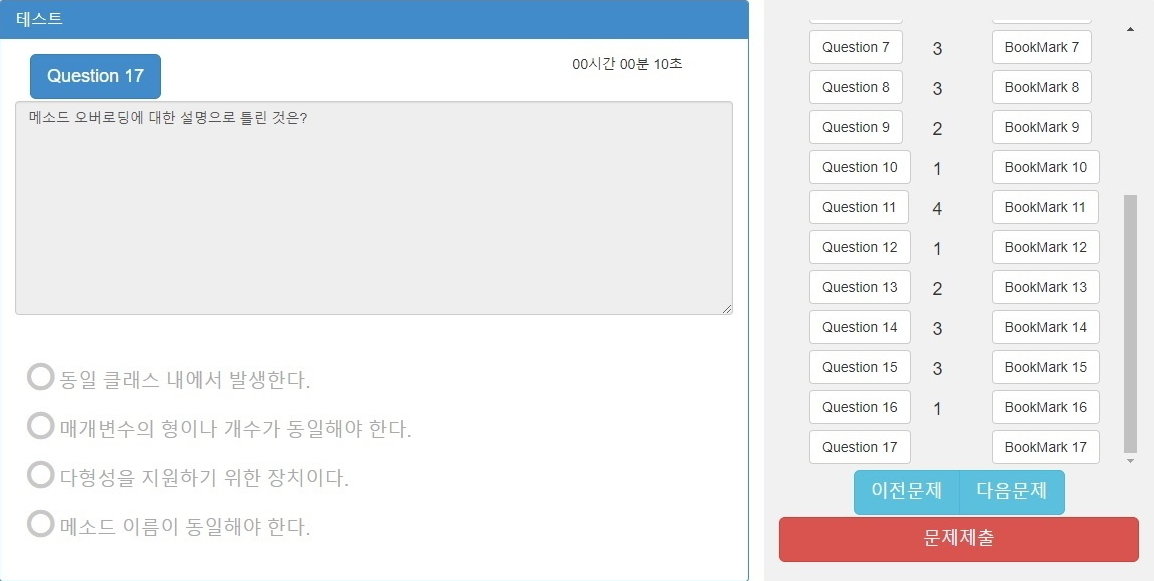 테스트
Question 17
00시간 00분 10초
메소드 오버로딩에 대한 설명으로 틀린 것은?
동일 클래스 내에서 발생한다.
매개변수의 형이나 개수가 동일해야 한다.
다형성을 지원하기 위한 장치이다.
메소드 이름이 동일해야 한다.
Question 7 3 BookMark 7
Question 8 3 BookMark 8
Question 9 2 BookMark 9
Question 10 1 BookMark 10
Question 11 4 BookMark 11
Question 12 1 BookMark 12
Question 13 2 BookMark 13
Question 14 3 BookMark 14
Question 15 3 BookMark 15
Question 16 1 BookMark 16
Question 17 BookMark 17
이전문제 다음문제
문제제출